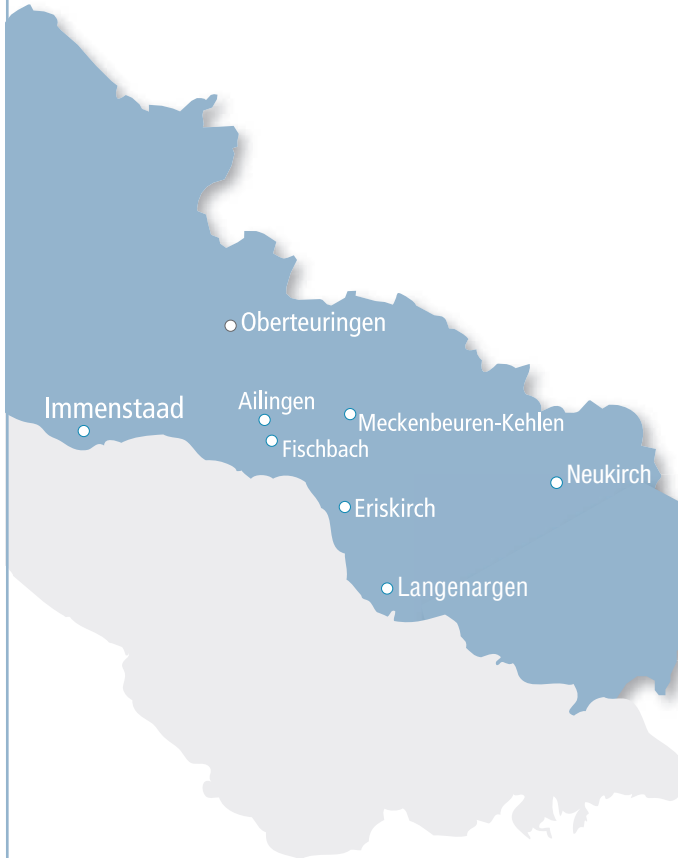 Oberteuringen
Immenstaad
Ailingen
Meckenbeuren-Kehlen
Fischbach
Neukirch
Eriskirch
Langenargen